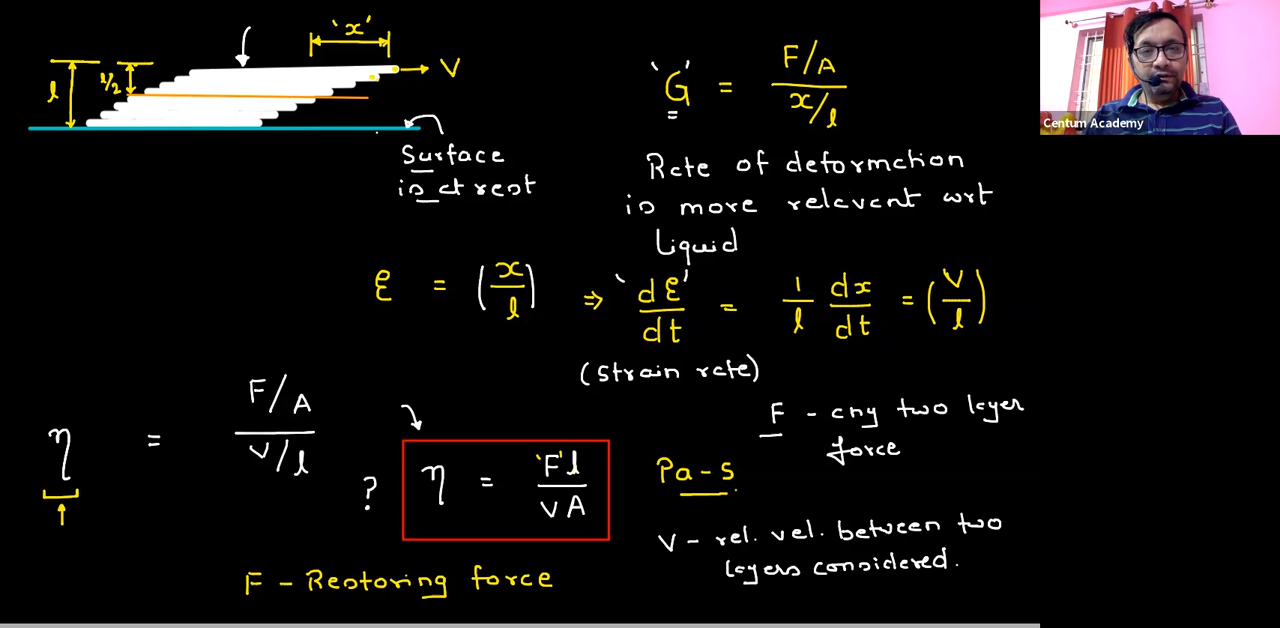 'x'
V
l
l/2
Surface
is at rest
'G' = F/A / x/l
Centum Academy
Rate of deformation
is more relevant wrt
liquid
ε = (x/l) ⇒ 'dε'/dt = 1/l dx/dt = (V/l)
(strain rate)
η = F/A / V/l
? η = 'F'l / vA
F - any two layer
force
Pa-s
V - rel. vel. between two
layers considered.
F - Restoring force